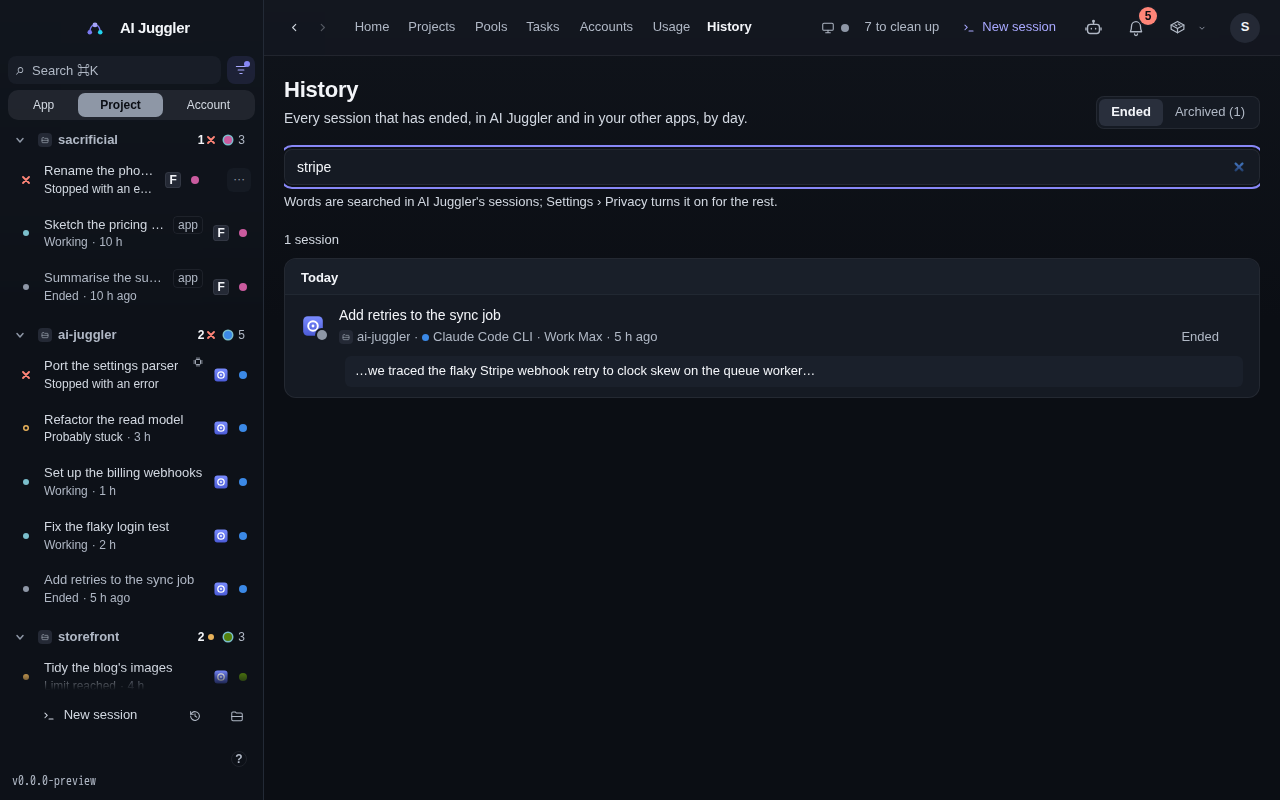 AI Juggler
Search ⌘K
App Project Account
sacrificial 1 3
Rename the pho…
Stopped with an e… F
Sketch the pricing … app
Working · 10 h F
Summarise the su… app
Ended · 10 h ago F
ai-juggler 2 5
Port the settings parser
Stopped with an error
Refactor the read model
Probably stuck · 3 h
Set up the billing webhooks
Working · 1 h
Fix the flaky login test
Working · 2 h
Add retries to the sync job
Ended · 5 h ago
storefront 2 3
Tidy the blog's images
Limit reached · 4 h
New session
?
v0.0.0-preview
Home Projects Pools Tasks Accounts Usage History 7 to clean up New session 5 S
History
Every session that has ended, in AI Juggler and in your other apps, by day.
Ended Archived (1)
stripe
Words are searched in AI Juggler's sessions; Settings › Privacy turns it on for the rest.
1 session
Today
Add retries to the sync job
ai-juggler · Claude Code CLI · Work Max · 5 h ago Ended
…we traced the flaky Stripe webhook retry to clock skew on the queue worker…